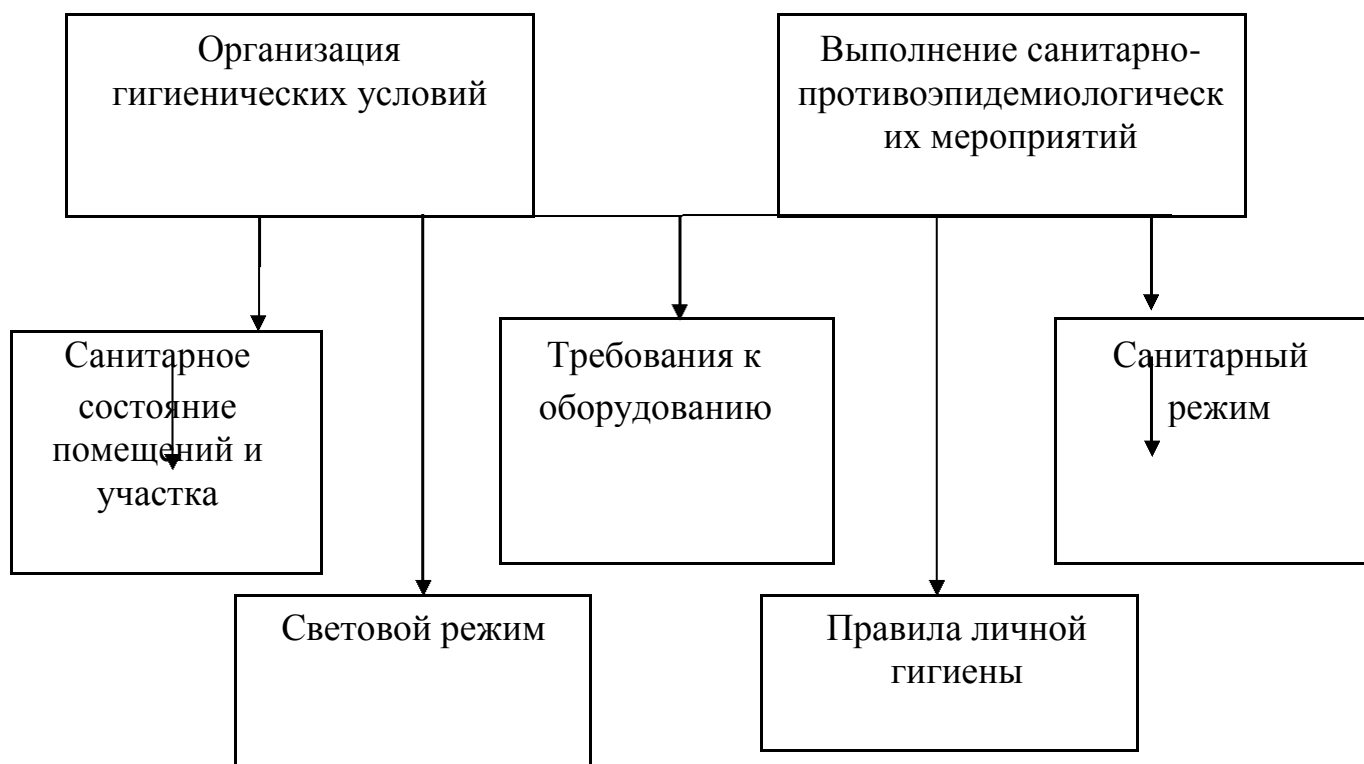 Организация
гигиенических условий
Выполнение санитарно-
противоэпидемиологическ
их мероприятий
Санитарное
состояние
помещений и
участка
Требования к
оборудованию
Санитарный
режим
Световой режим
Правила личной
гигиены